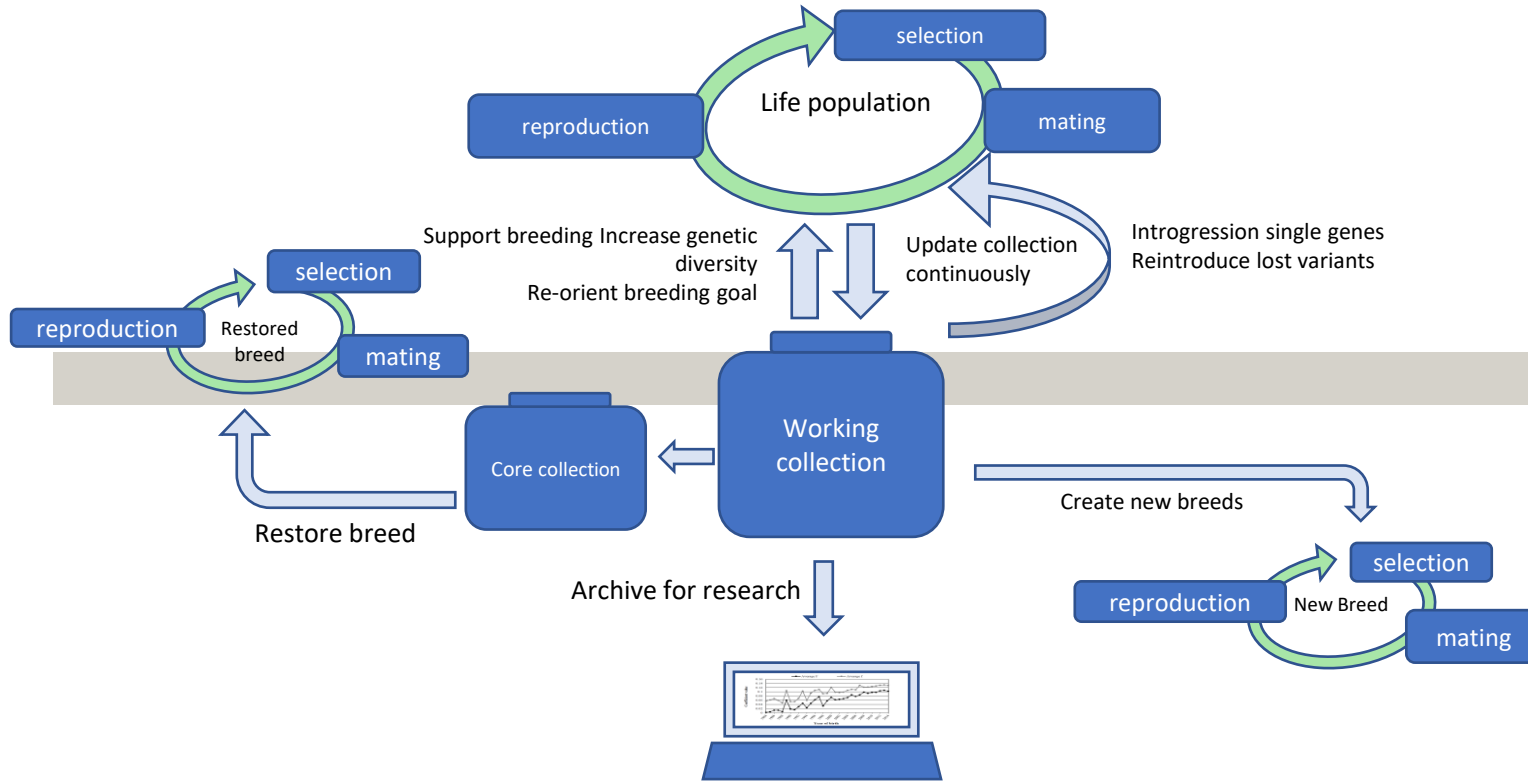 selection
Life population
reproduction
mating
Support breeding Increase genetic
diversity
Re-orient breeding goal
Update collection
continuously
Introgression single genes
Reintroduce lost variants
selection
reproduction
Restored
breed
mating
Working
collection
Core collection
Restore breed
Create new breeds
Archive for research
selection
reproduction
New Breed
mating